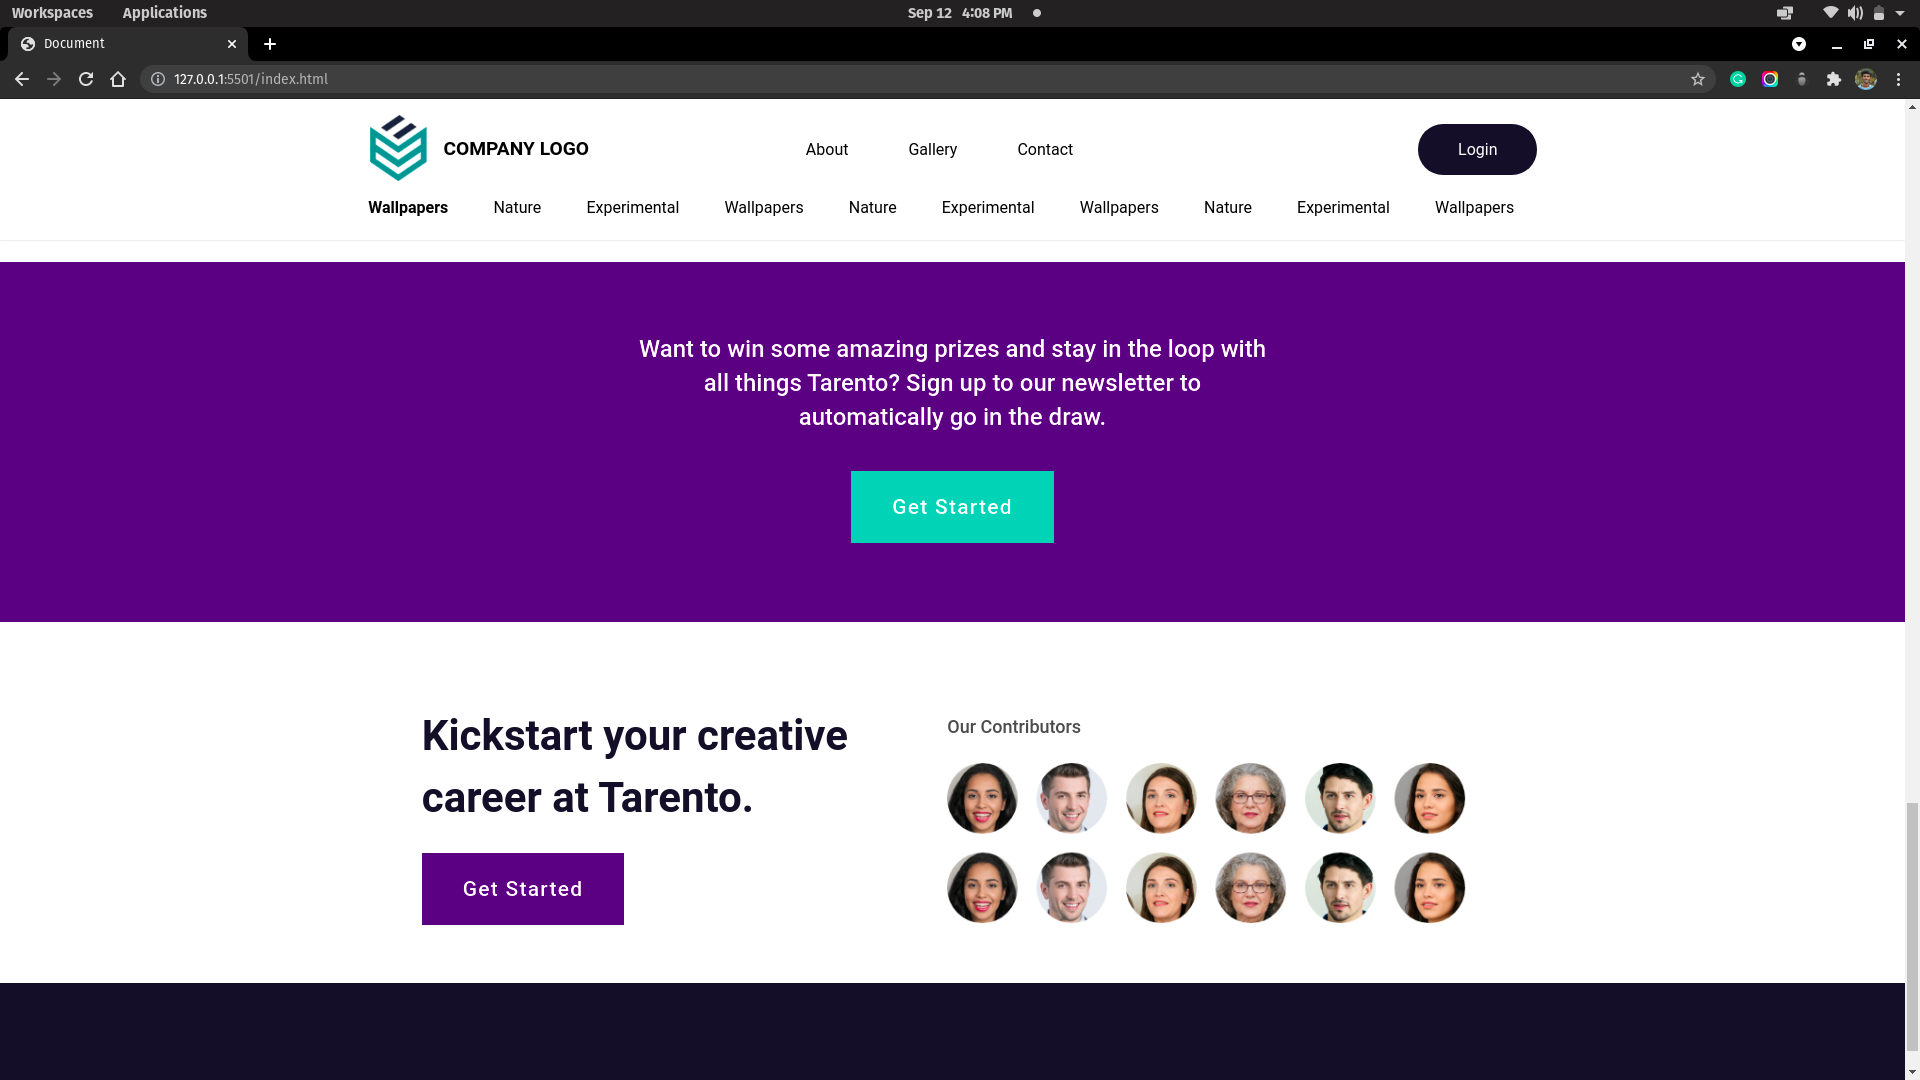 Workspaces Applications Sep 12 4:08 PM
Document
127.0.0.1:5501/index.html
COMPANY LOGO About Gallery Contact Login
Wallpapers Nature Experimental Wallpapers Nature Experimental Wallpapers Nature Experimental Wallpapers
Want to win some amazing prizes and stay in the loop with
all things Tarento? Sign up to our newsletter to
automatically go in the draw.
Get Started
Kickstart your creative
career at Tarento.
Get Started
Our Contributors